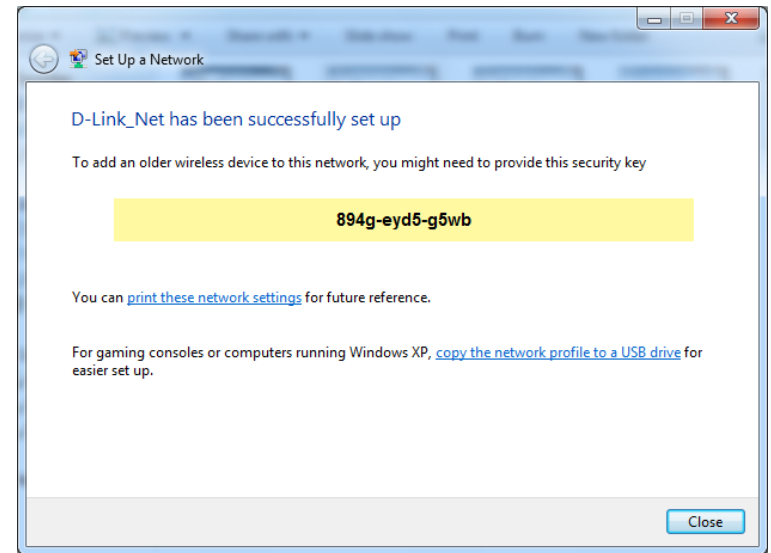 Set Up a Network
D-Link_Net has been successfully set up
To add an older wireless device to this network, you might need to provide this security key
894g-eyd5-g5wb
You can print these network settings for future reference.
For gaming consoles or computers running Windows XP, copy the network profile to a USB drive for
easier set up.
Close